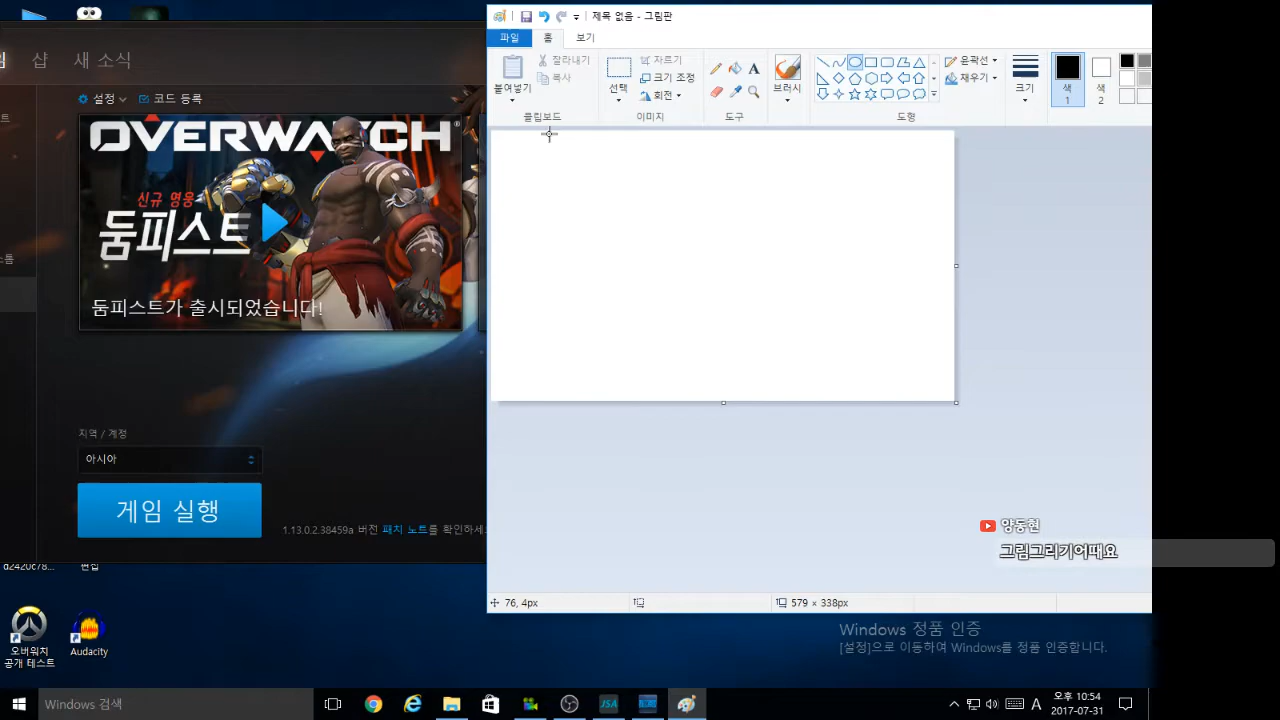 샵 새 소식
설정 코드 등록
OVERWATCH
신규 영웅
둠피스트
둠피스트가 출시되었습니다!
지역 / 계정
아시아
게임 실행
1.13.0.2.38459a 버전 패치 노트를 확인하세
d2420c78...
편집
오버워치
공개 테스트
Audacity
제목 없음 - 그림판
파일 홈 보기
붙여넣기
잘라내기
복사
클립보드
선택
자르기
크기 조정
회전
이미지
A
도구
브러시
윤곽선
채우기
도형
크기
색
1
색
2
76, 4px
579 × 338px
양동현
그림그리기어때요
Windows 정품 인증
[설정]으로 이동하여 Windows를 정품 인증합니다.
Windows 검색
JSA
A
오후 10:54
2017-07-31